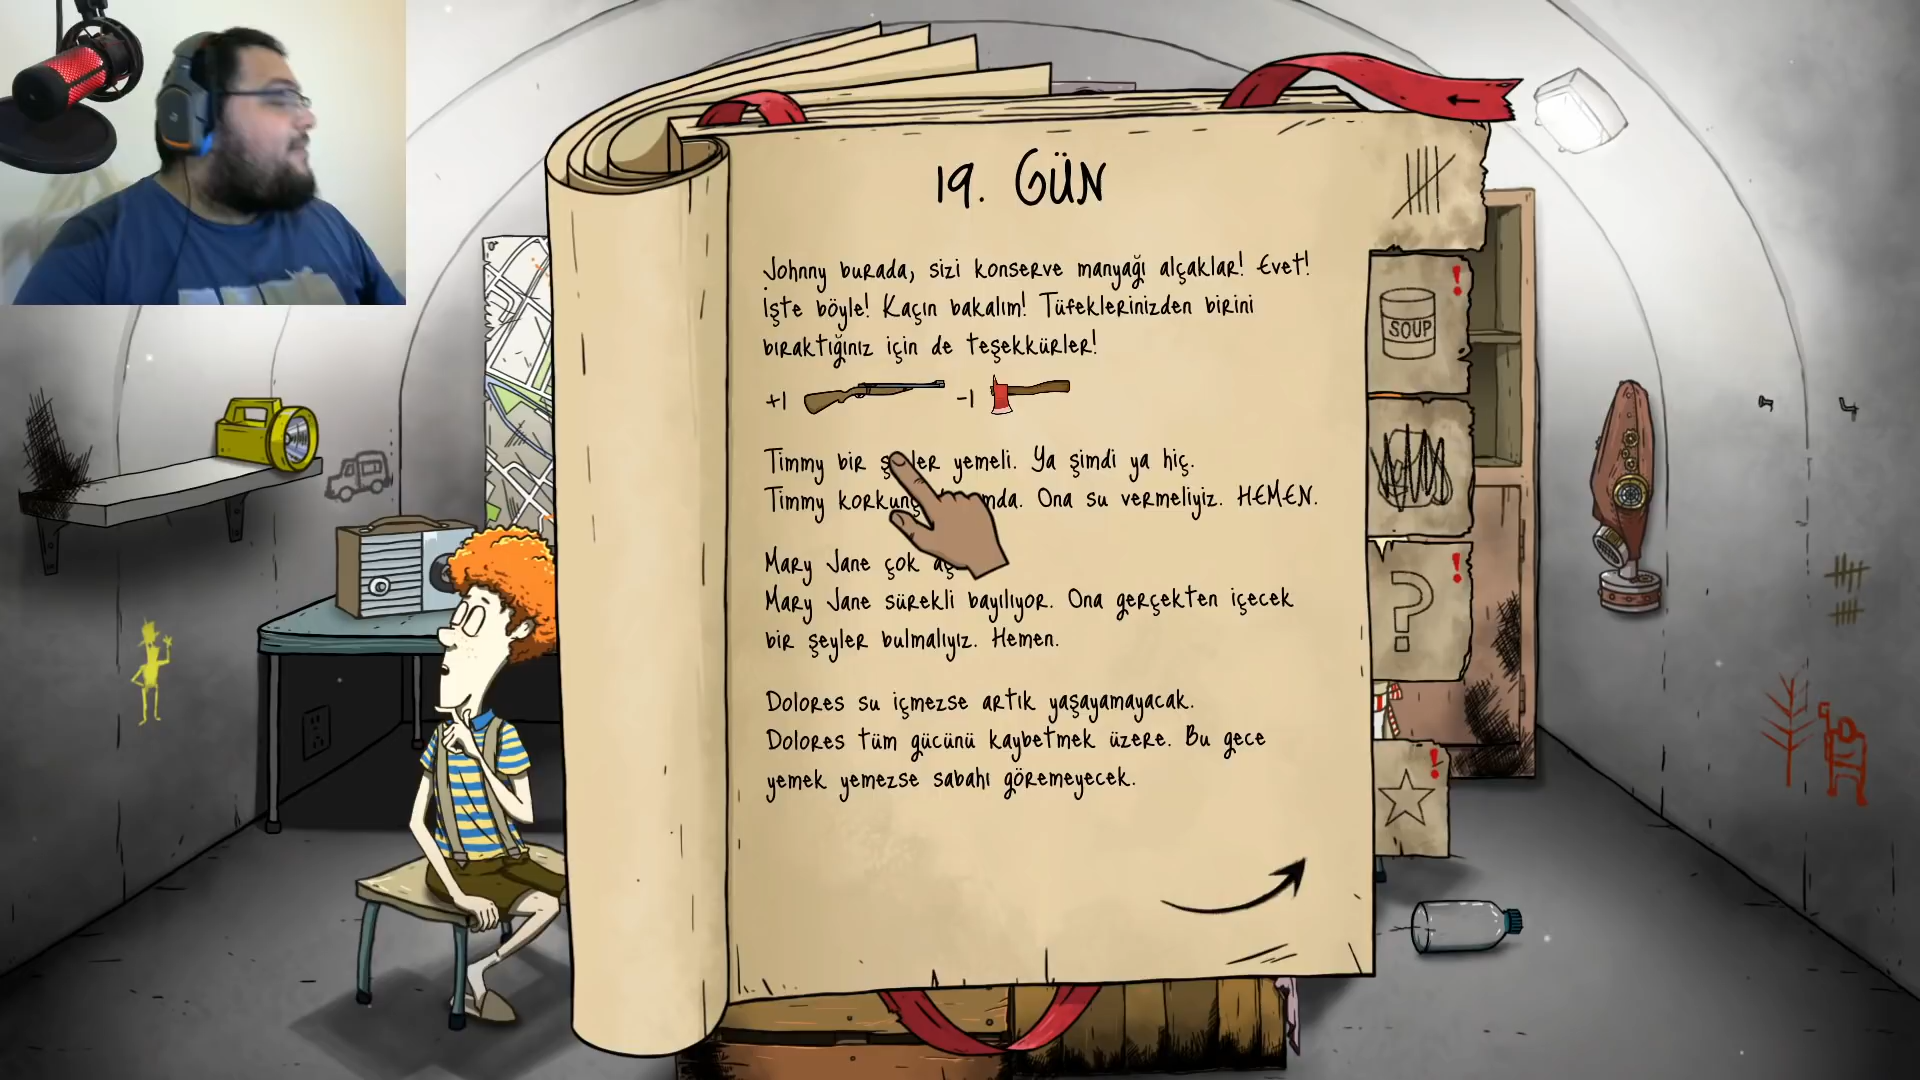 19. GÜN
Johnny burada, sizi konserve manyağı alçaklar! Evet!
İşte böyle! Kaçın bakalım! Tüfeklerinizden birini
bıraktığınız için de teşekkürler!
+1 -1
Timmy bir yemeli. Ya şimdi ya hiç.
Timmy Ona su vermeliyiz. HEMEN.
Mary Jane çok
Mary Jane sürekli bayılıyor. Ona gerçekten içecek
bir şeyler bulmalıyız. Hemen.
Dolores su içmezse artık yaşayamayacak.
Dolores tüm gücünü kaybetmek üzere. Bu gece
yemek yemezse sabahı göremeyecek.
!
SOUP
?
!
!